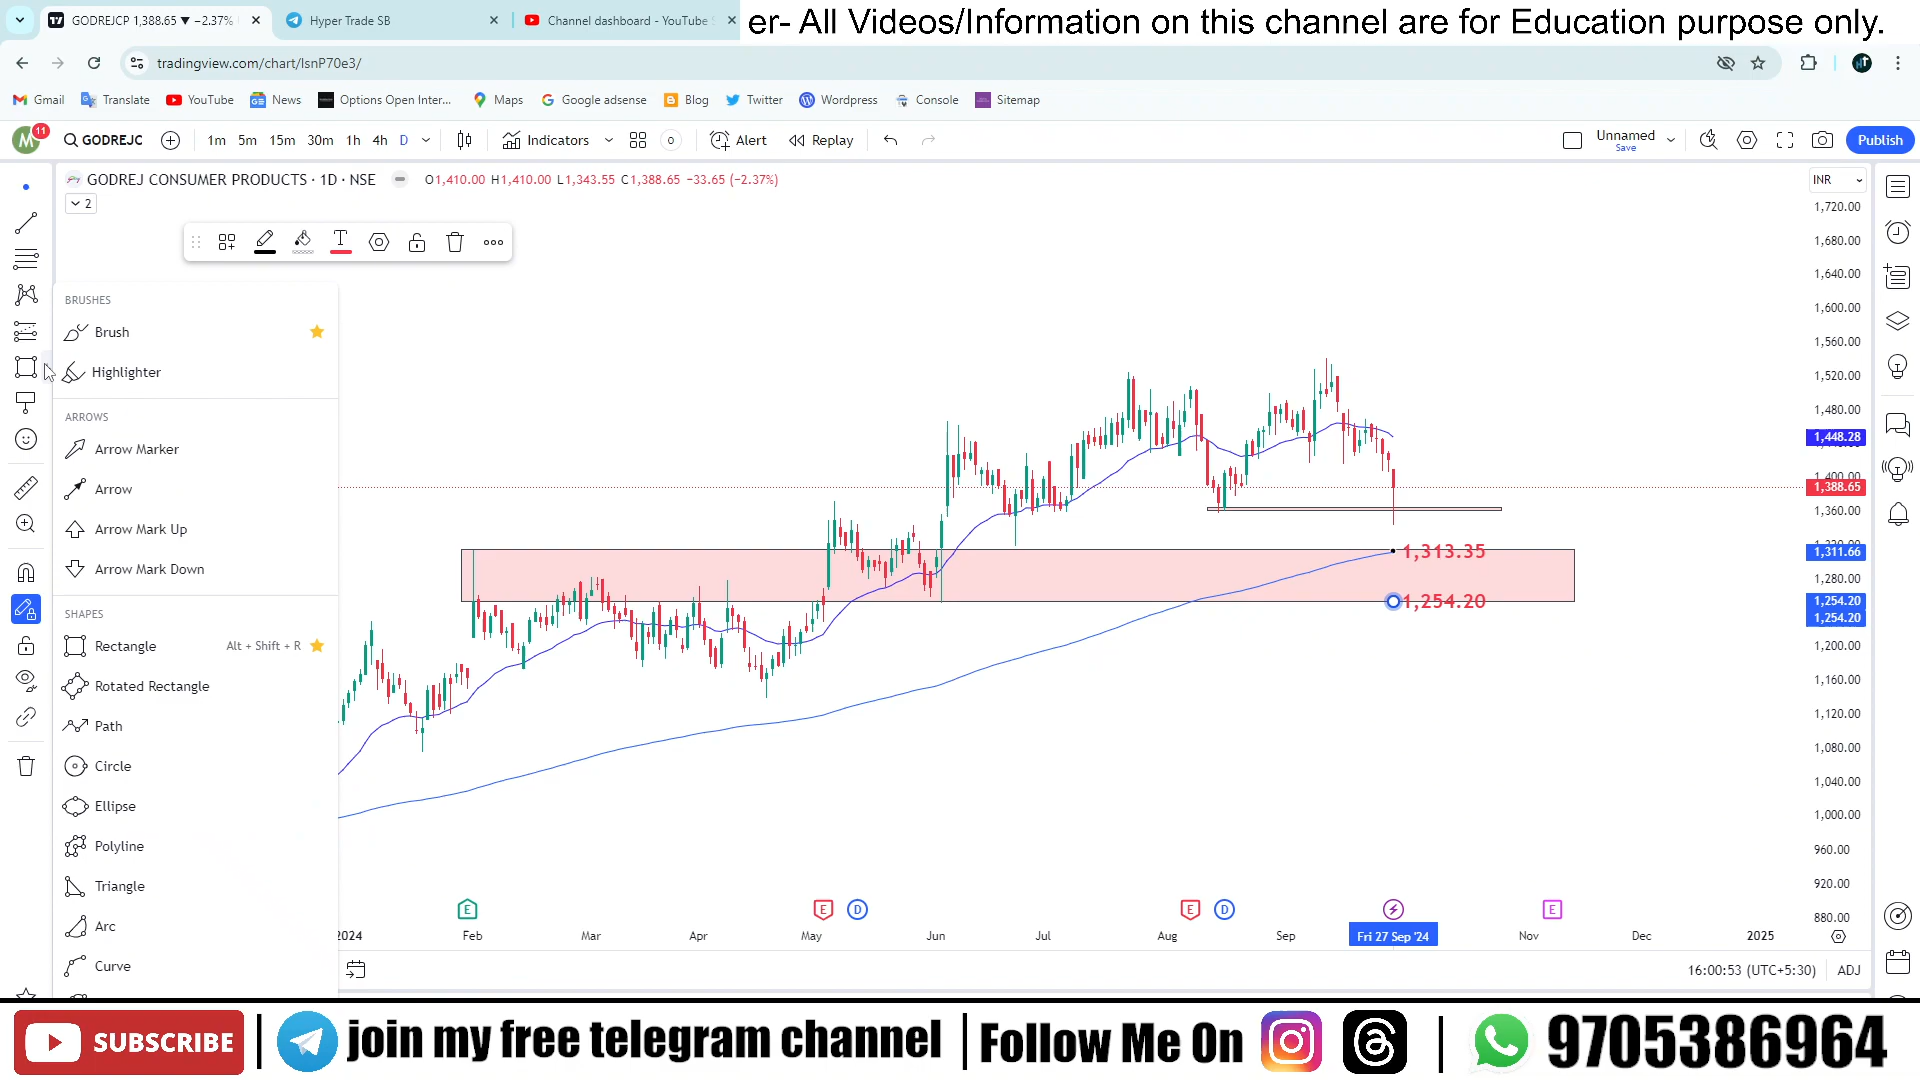 GODREJCP 1,388.65 ▼ −2.37%
Hyper Trade SB
Channel dashboard - YouTube
er- All Videos/Information on this channel are for Education purpose only.
tradingview.com/chart/IsnP70e3/
Gmail
Translate
YouTube
News
Options Open Inter...
Maps
Google adsense
Blog
Twitter
Wordpress
Console
Sitemap
M
11
GODREJC
1m 5m 15m 30m 1h 4h D
Indicators
Alert
Replay
Unnamed
Save
Publish
GODREJ CONSUMER PRODUCTS · 1D · NSE
O1,410.00 H1,410.00 L1,343.55 C1,388.65 −33.65 (−2.37%)
2
INR
1,720.00
1,680.00
1,640.00
1,600.00
1,560.00
1,520.00
1,480.00
1,448.28
1,400.00
1,388.65
1,360.00
1,320.00
1,311.66
1,280.00
1,254.20
1,254.20
1,200.00
1,160.00
1,120.00
1,080.00
1,040.00
1,000.00
960.00
920.00
880.00
1,313.35
1,254.20
BRUSHES
Brush
Highlighter
ARROWS
Arrow Marker
Arrow
Arrow Mark Up
Arrow Mark Down
SHAPES
Rectangle Alt + Shift + R
Rotated Rectangle
Path
Circle
Ellipse
Polyline
Triangle
Arc
Curve
E E D E D E
2024 Feb Mar Apr May Jun Jul Aug Sep Fri 27 Sep '24 Nov Dec 2025
16:00:53 (UTC+5:30) ADJ
SUBSCRIBE
join my free telegram channel
Follow Me On
9705386964